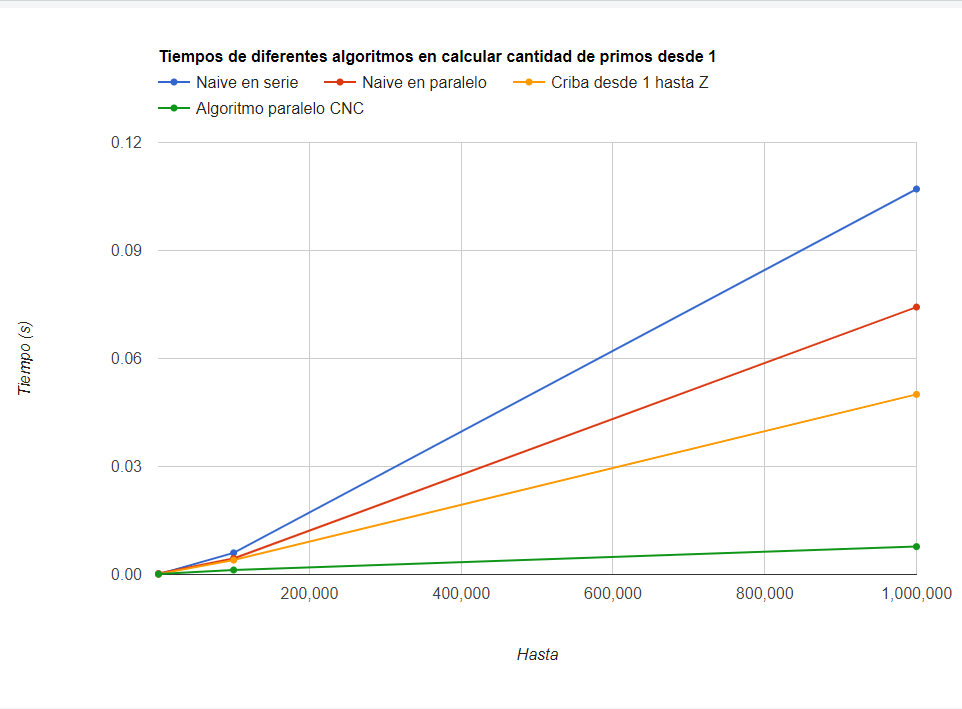 Tiempos de diferentes algoritmos en calcular cantidad de primos desde 1
Naive en serie Naive en paralelo Criba desde 1 hasta Z
Algoritmo paralelo CNC
0.12
0.09
0.06
0.03
0.00
Tiempo (s)
200,000 400,000 600,000 800,000 1,000,000
Hasta